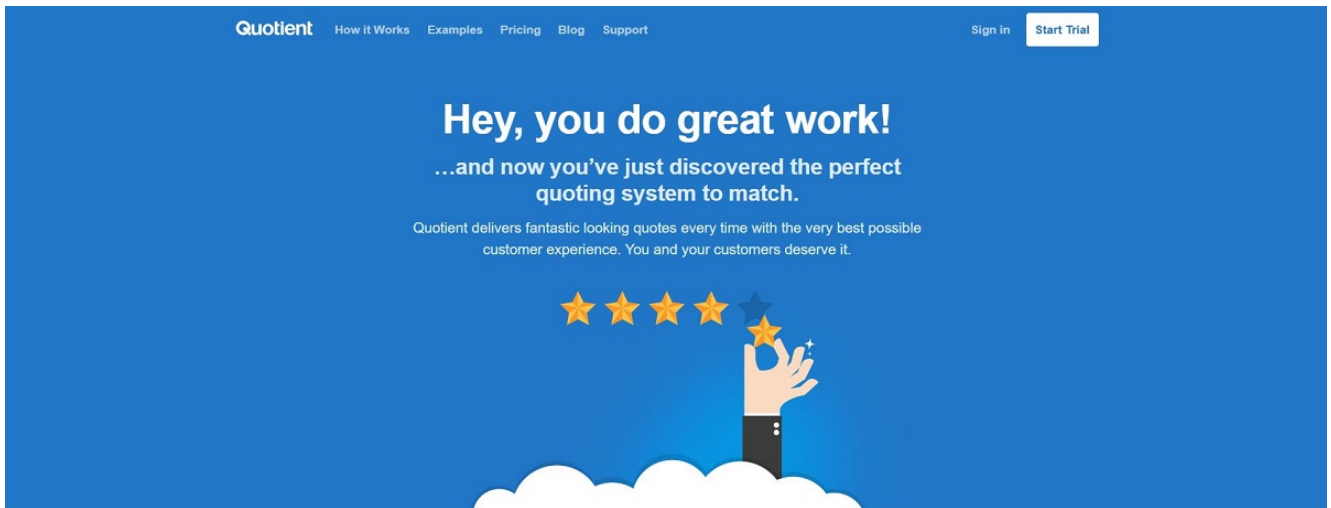 Quotient How it Works Examples Pricing Blog Support Sign in Start Trial
Hey, you do great work!
…and now you’ve just discovered the perfect
quoting system to match.
Quotient delivers fantastic looking quotes every time with the very best possible
customer experience. You and your customers deserve it.